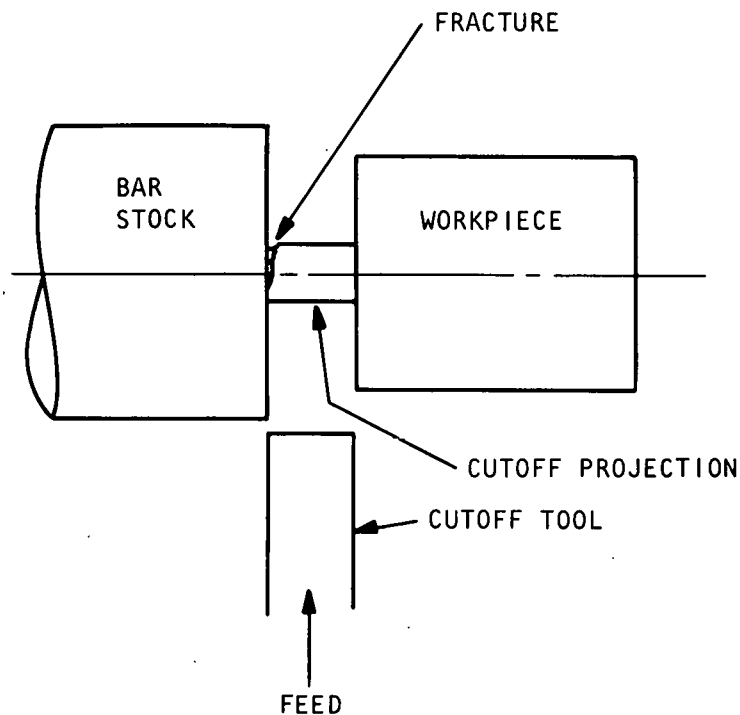 FRACTURE
BAR
STOCK
WORKPIECE
CUTOFF PROJECTION
CUTOFF TOOL
FEED